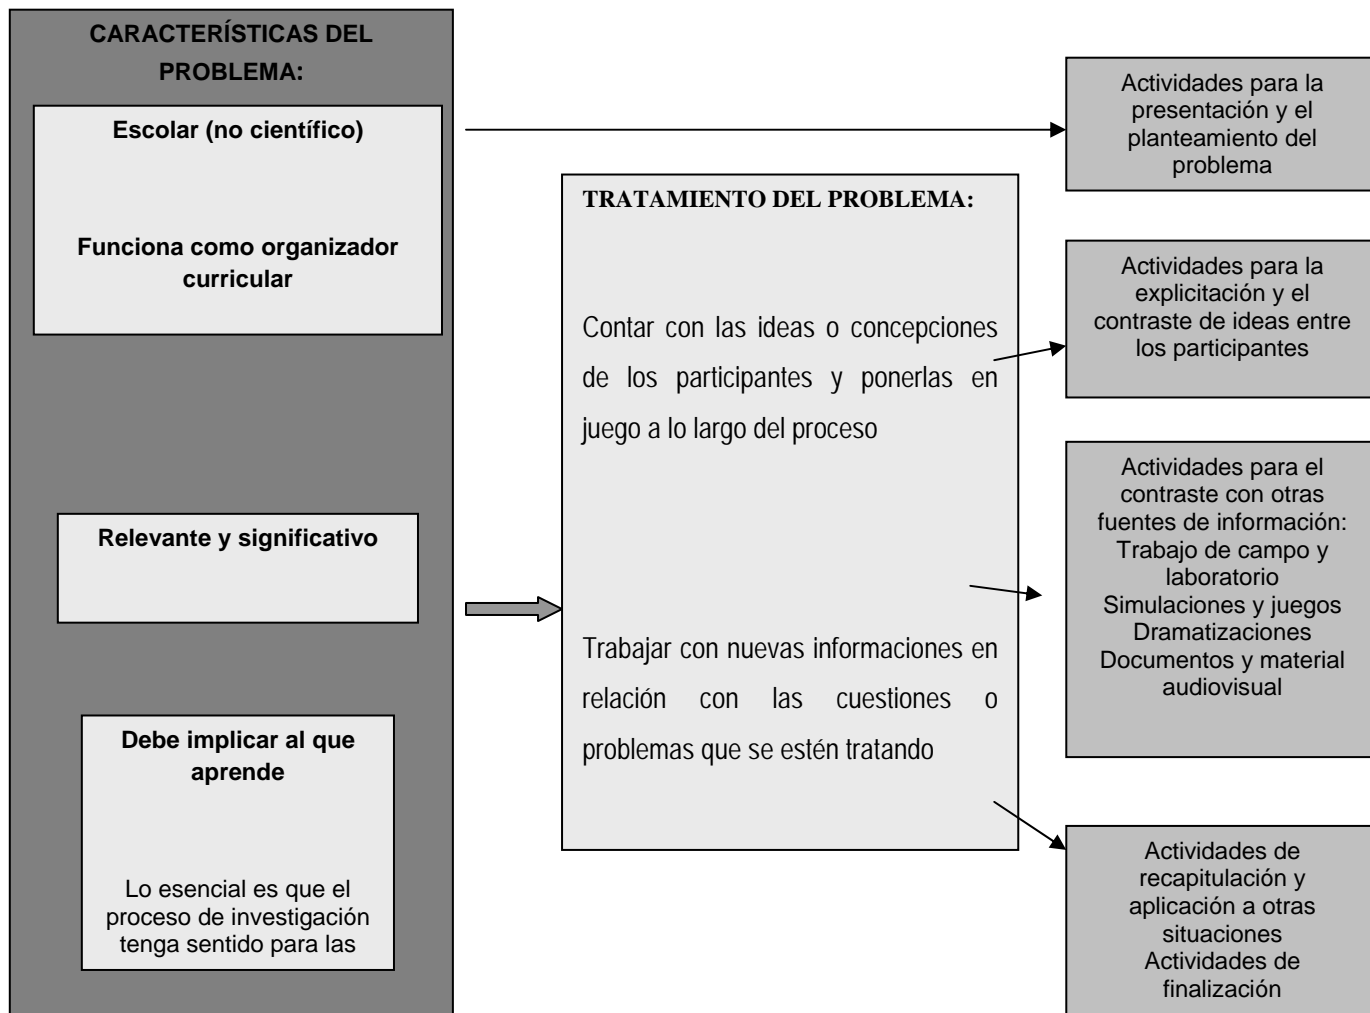 CARACTERÍSTICAS DEL
PROBLEMA:
Escolar (no científico)
Funciona como organizador
curricular
Relevante y significativo
Debe implicar al que
aprende
Lo esencial es que el
proceso de investigación
tenga sentido para las
TRATAMIENTO DEL PROBLEMA:
Contar con las ideas o concepciones
de los participantes y ponerlas en
juego a lo largo del proceso
Trabajar con nuevas informaciones en
relación con las cuestiones o
problemas que se estén tratando
Actividades para la
presentación y el
planteamiento del
problema
Actividades para la
explicitación y el
contraste de ideas entre
los participantes
Actividades para el
contraste con otras
fuentes de información:
Trabajo de campo y
laboratorio
Simulaciones y juegos
Dramatizaciones
Documentos y material
audiovisual
Actividades de
recapitulación y
aplicación a otras
situaciones
Actividades de
finalización